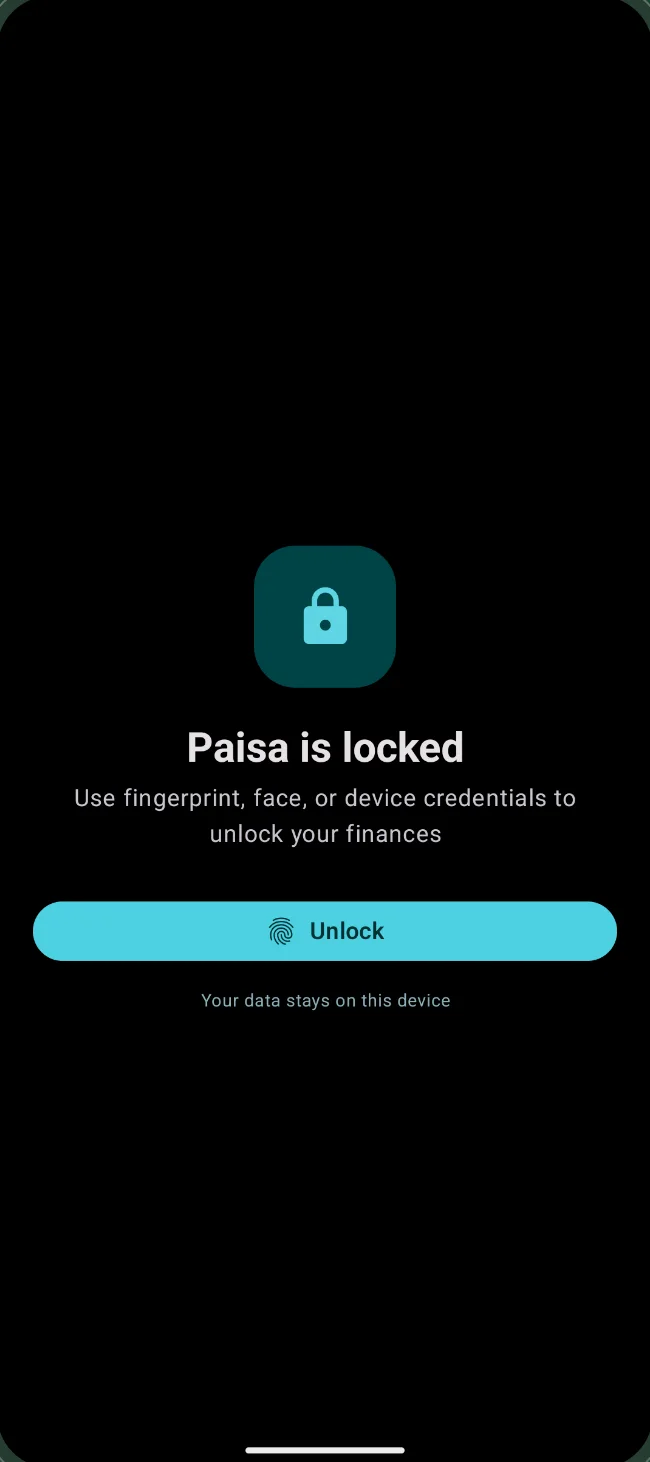 Paisa is locked
Use fingerprint, face, or device credentials to
unlock your finances
Unlock
Your data stays on this device